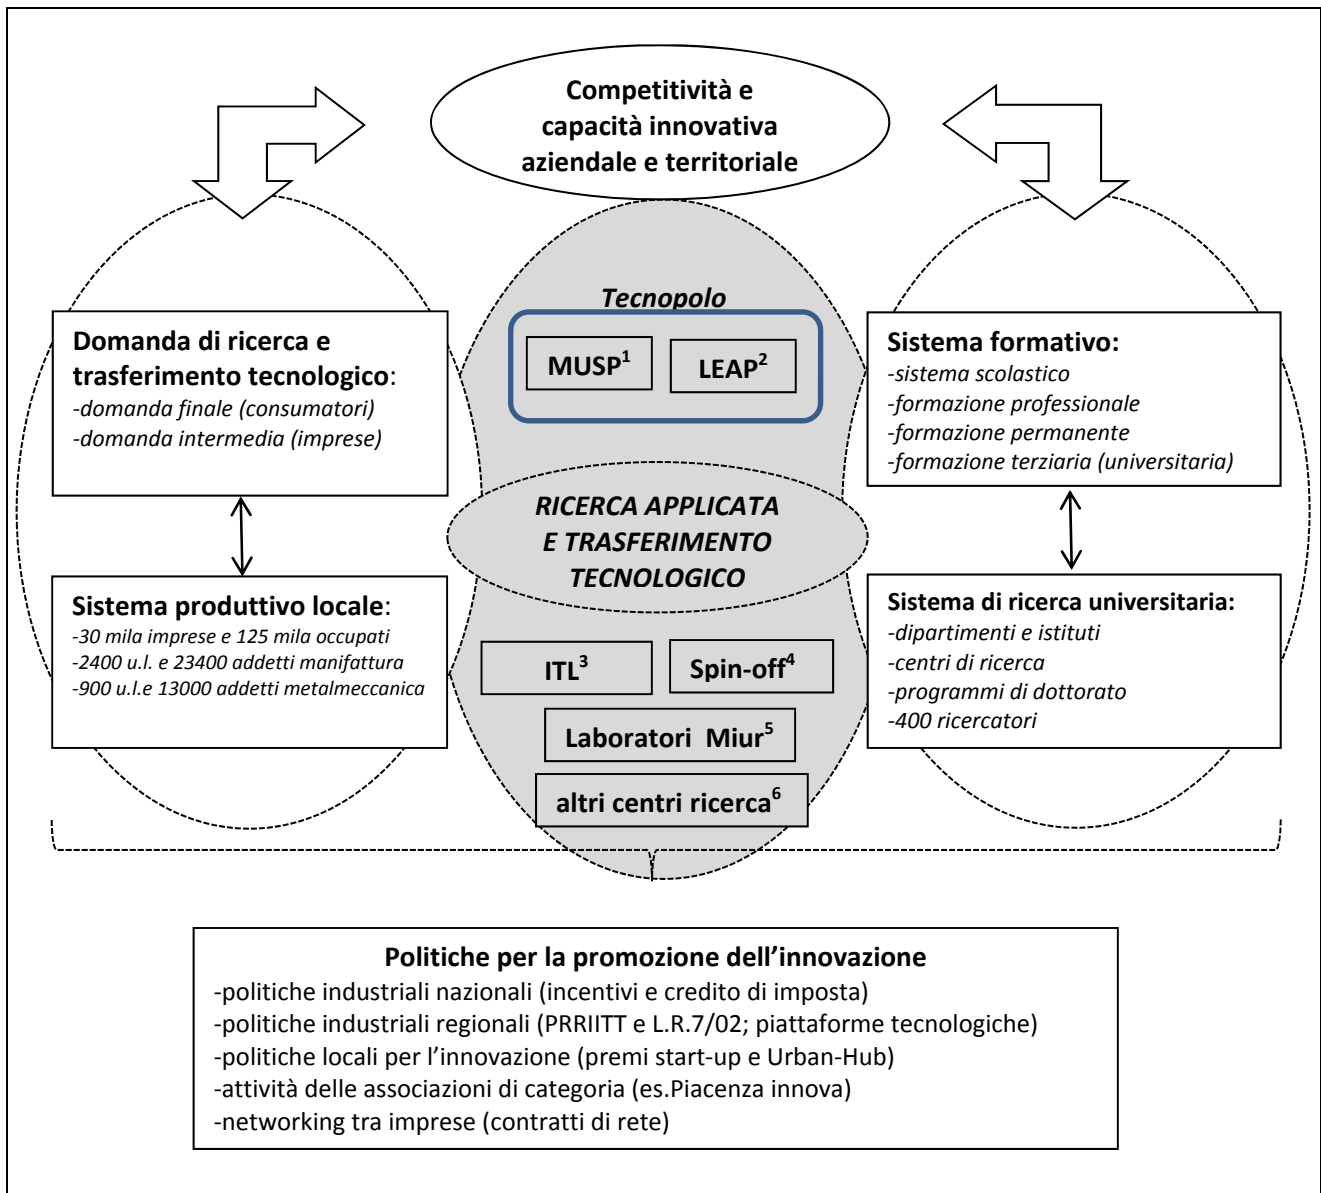 Competitività e
capacità innovativa
aziendale e territoriale
Tecnopolo
MUSP¹
LEAP²
Domanda di ricerca e
trasferimento tecnologico:
-domanda finale (consumatori)
-domanda intermedia (imprese)
Sistema formativo:
-sistema scolastico
-formazione professionale
-formazione permanente
-formazione terziaria (universitaria)
RICERCA APPLICATA
E TRASFERIMENTO
TECNOLOGICO
Sistema produttivo locale:
-30 mila imprese e 125 mila occupati
-2400 u.l. e 23400 addetti manifattura
-900 u.l.e 13000 addetti metalmeccanica
Sistema di ricerca universitaria:
-dipartimenti e istituti
-centri di ricerca
-programmi di dottorato
-400 ricercatori
ITL³
Spin-off⁴
Laboratori Miur⁵
altri centri ricerca⁶
Politiche per la promozione dell’innovazione
-politiche industriali nazionali (incentivi e credito di imposta)
-politiche industriali regionali (PRRIITT e L.R.7/02; piattaforme tecnologiche)
-politiche locali per l’innovazione (premi start-up e Urban-Hub)
-attività delle associazioni di categoria (es.Piacenza innova)
-networking tra imprese (contratti di rete)